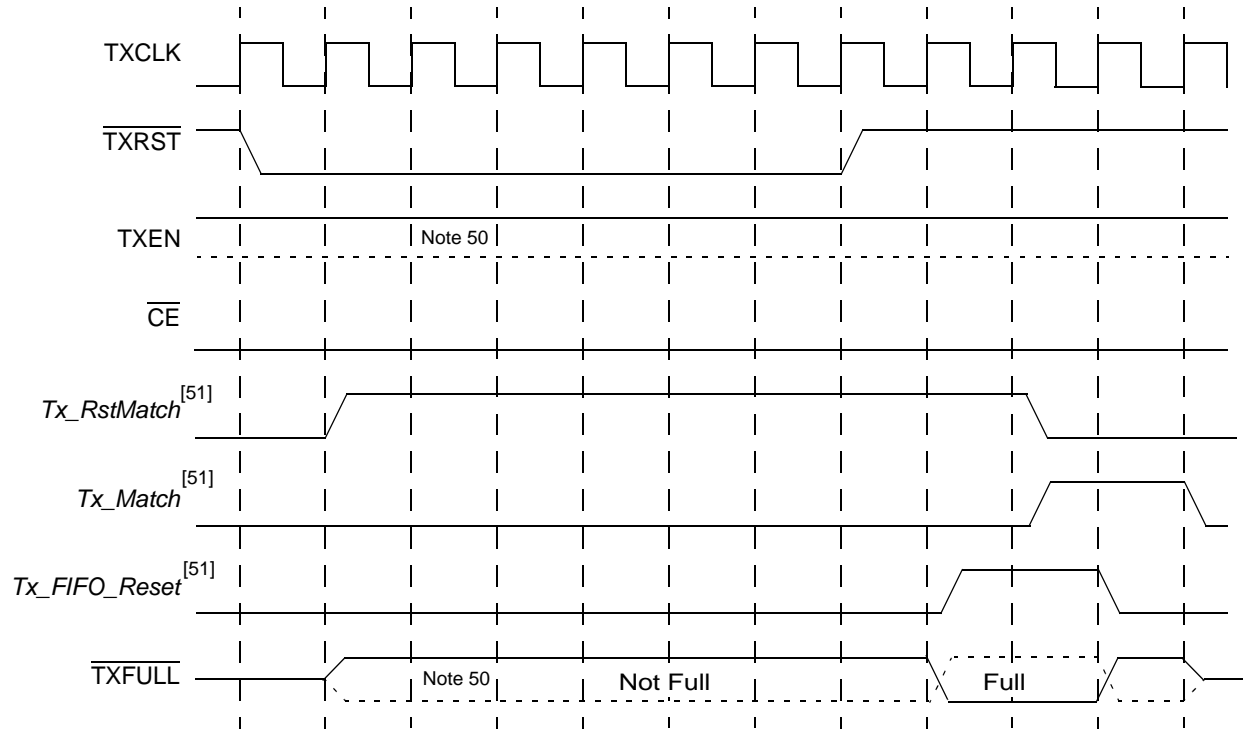 TXCLK
TXRST
TXEN
Note 50
CE
Tx_RstMatch[51]
Tx_Match[51]
Tx_FIFO_Reset[51]
TXFULL
Note 50
Not Full
Full